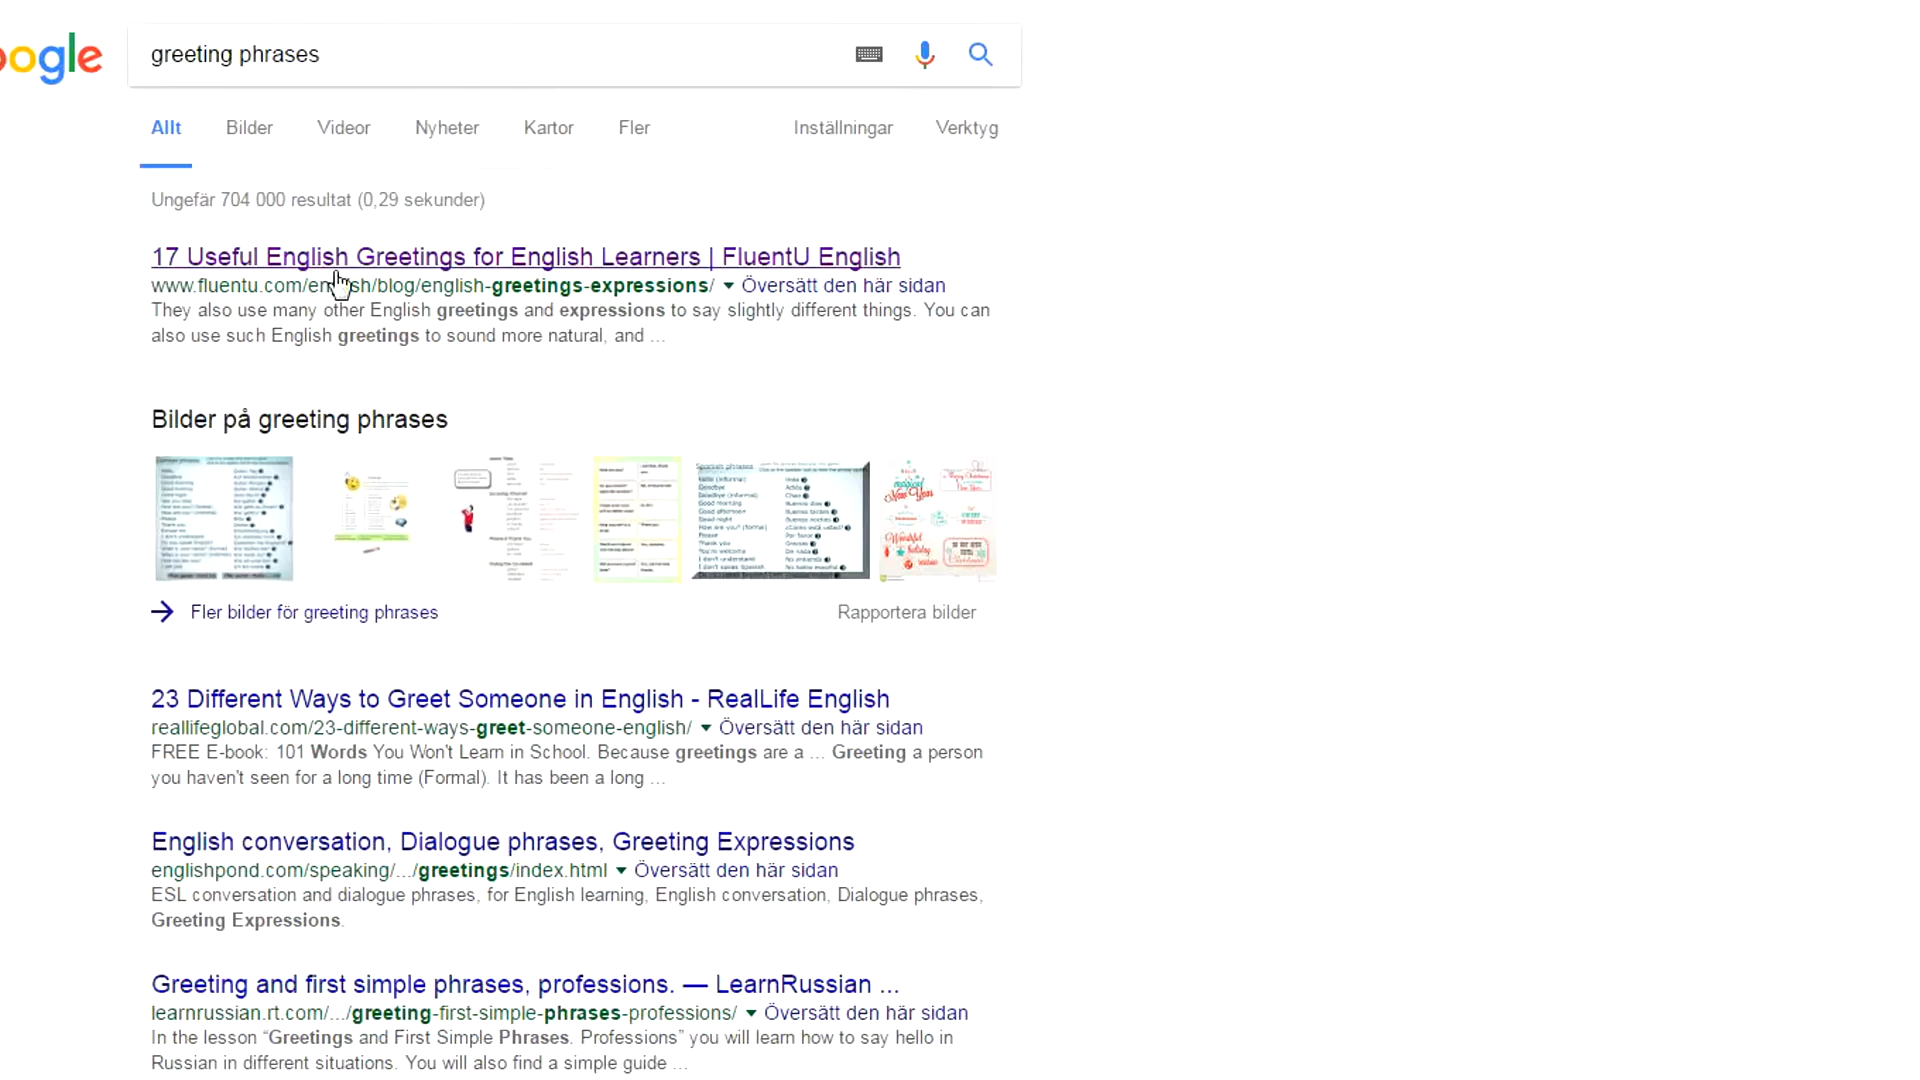 oogle
greeting phrases
Allt Bilder Videor Nyheter Kartor Fler Inställningar Verktyg
Ungefär 704 000 resultat (0,29 sekunder)
17 Useful English Greetings for English Learners | FluentU English
www.fluentu.com/english/blog/english-greetings-expressions/ Översätt den här sidan
They also use many other English greetings and expressions to say slightly different things. You can
also use such English greetings to sound more natural, and ...
Bilder på greeting phrases
Fler bilder för greeting phrases Rapportera bilder
23 Different Ways to Greet Someone in English - RealLife English
reallifeglobal.com/23-different-ways-greet-someone-english/ Översätt den här sidan
FREE E-book: 101 Words You Won't Learn in School. Because greetings are a ... Greeting a person
you haven't seen for a long time (Formal). It has been a long ...
English conversation, Dialogue phrases, Greeting Expressions
englishpond.com/speaking/.../greetings/index.html Översätt den här sidan
ESL conversation and dialogue phrases, for English learning, English conversation, Dialogue phrases,
Greeting Expressions.
Greeting and first simple phrases, professions. — LearnRussian ...
learnrussian.rt.com/.../greeting-first-simple-phrases-professions/ Översätt den här sidan
In the lesson “Greetings and First Simple Phrases. Professions” you will learn how to say hello in
Russian in different situations. You will also find a simple guide ...